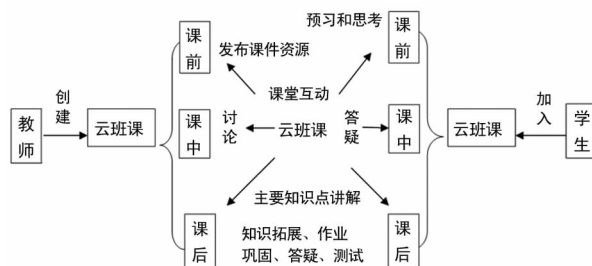 预习和思考
课前
发布课件资源
课前
课堂互动
教师
创建
云班课
课中
讨论
云班课
答疑
课中
云班课
加入
学生
主要知识点讲解
课后
知识拓展、作业
巩固、答疑、测试
课后